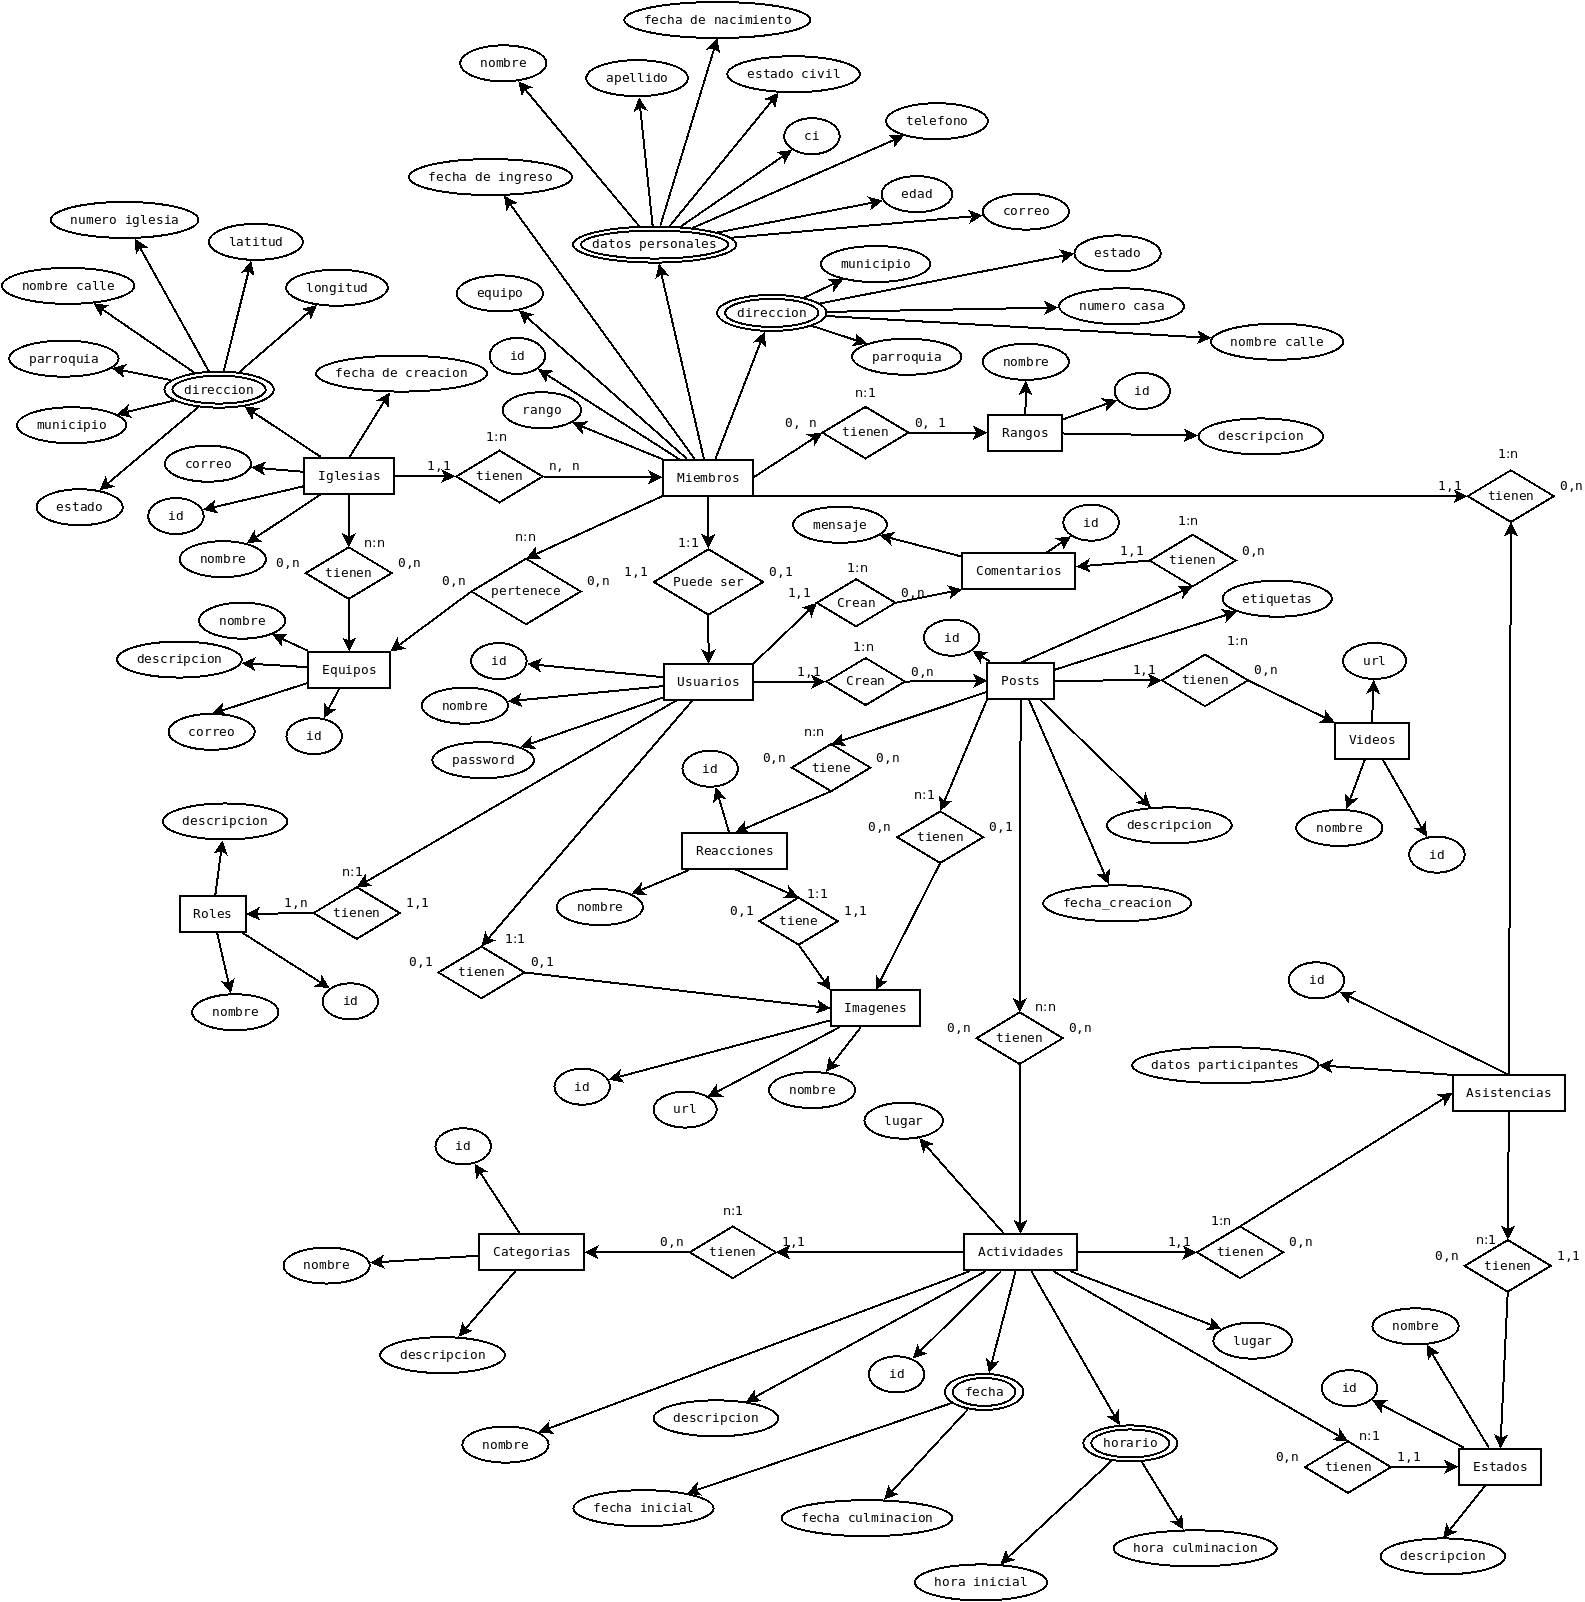 fecha de nacimiento
nombre
apellido
estado civil
telefono
ci
fecha de ingreso
edad
correo
numero iglesia
latitud
datos personales
municipio
estado
nombre calle
longitud
equipo
direccion
numero casa
nombre calle
parroquia
fecha de creacion
id
parroquia
nombre
direccion
rango
n:1
id
municipio
0, n
tienen
0, 1
Rangos
descripcion
1:n
correo
Iglesias
1,1
tienen
n, n
Miembros
1:n
1,1
tienen
0,n
estado
id
nombre
n:n
0,n
tienen
0,n
n:n
0,n
pertenece
0,n
1:1
1,1
Puede ser
0,1
mensaje
id
1:n
1,1
tienen
0,n
Comentarios
1:n
1,1
Crean
0,n
etiquetas
nombre
descripcion
Equipos
correo
id
id
nombre
password
Usuarios
1:n
1,1
Crean
0,n
id
Posts
1:n
1,1
tienen
0,n
url
Videos
nombre
id
n:n
0,n
tiene
0,n
id
Reacciones
nombre
n:1
0,n
tienen
0,1
descripcion
fecha_creacion
descripcion
Roles
1,n
n:1
tienen
1,1
nombre
id
1:1
0,1
tienen
0,1
1:1
0,1
tiene
1,1
Imagenes
id
url
nombre
n:n
0,n
tienen
0,n
id
datos participantes
Asistencias
lugar
id
nombre
Categorias
descripcion
n:1
0,n
tienen
1,1
Actividades
1:n
1,1
tienen
0,n
n:1
0,n
tienen
1,1
nombre
descripcion
id
fecha
horario
lugar
nombre
id
n:1
0,n
tienen
1,1
Estados
fecha inicial
fecha culminacion
hora culminacion
descripcion
hora inicial